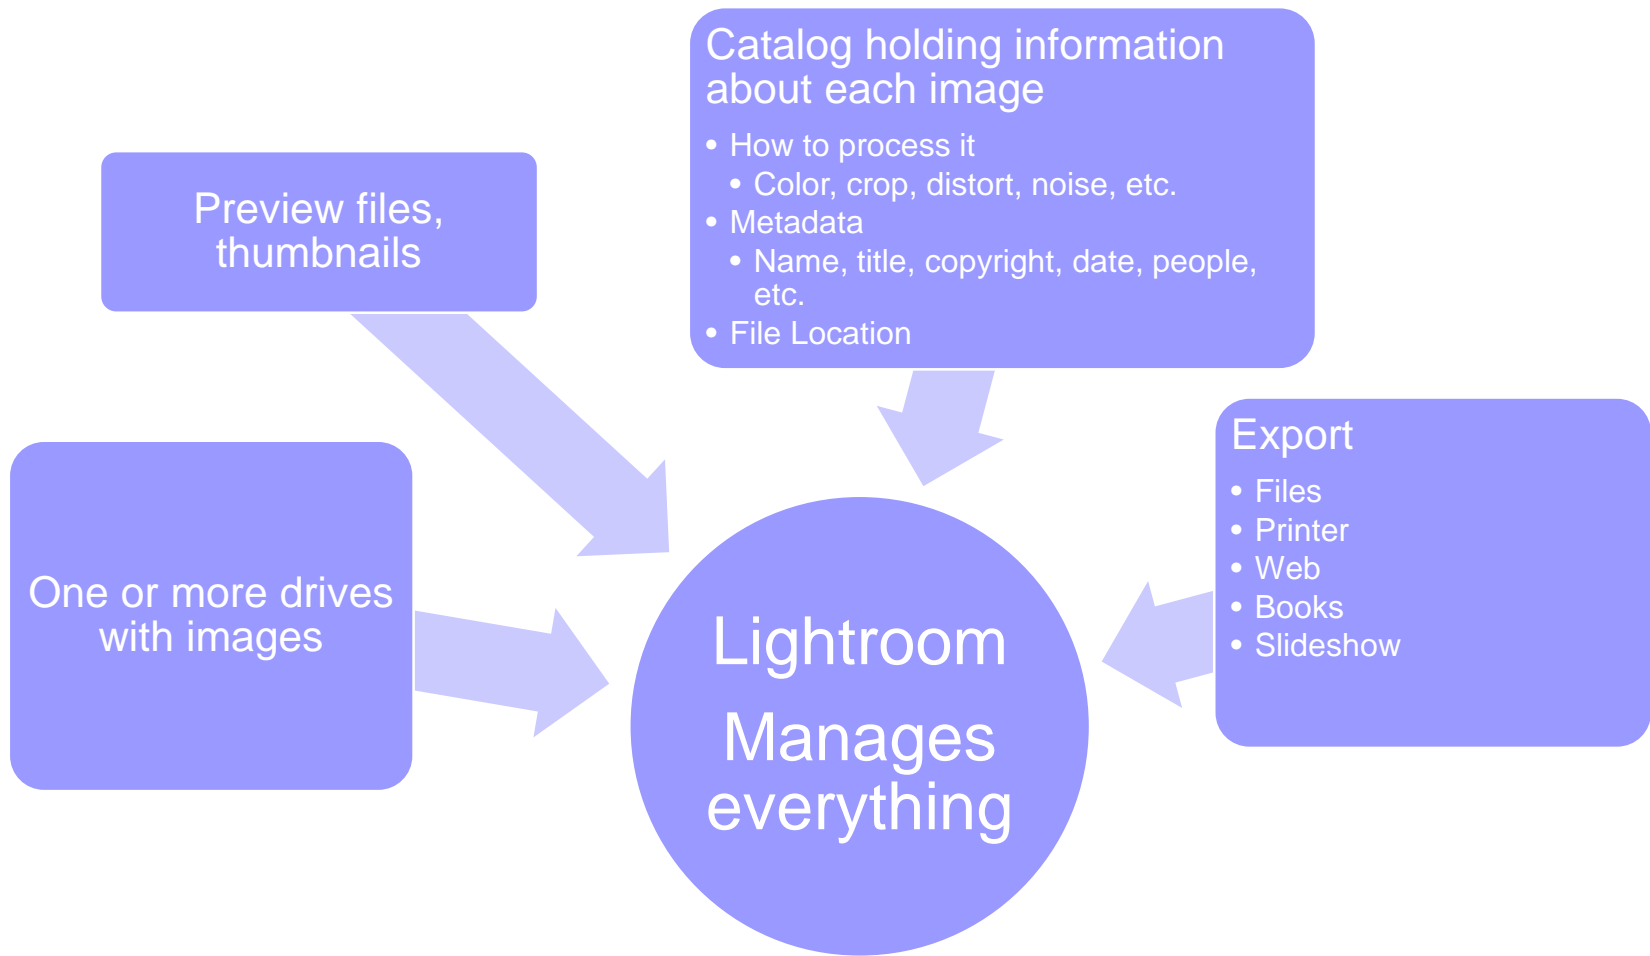 Catalog holding information
about each image
• How to process it
• Color, crop, distort, noise, etc.
• Metadata
• Name, title, copyright, date, people,
etc.
• File Location
Preview files,
thumbnails
One or more drives
with images
Export
• Files
• Printer
• Web
• Books
• Slideshow
Lightroom
Manages
everything